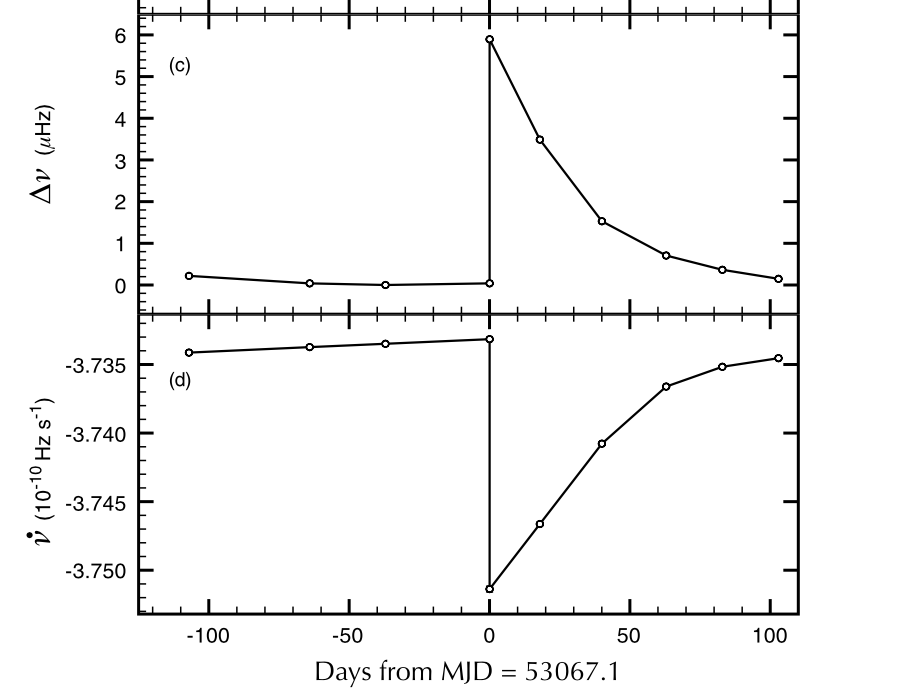 6
5
4
3
2
1
0
(c)
Δν (μHz)
-3.735
-3.740
-3.745
-3.750
(d)
ν̇ (10⁻¹⁰ Hz s⁻¹)
-100 -50 0 50 100
Days from MJD = 53067.1